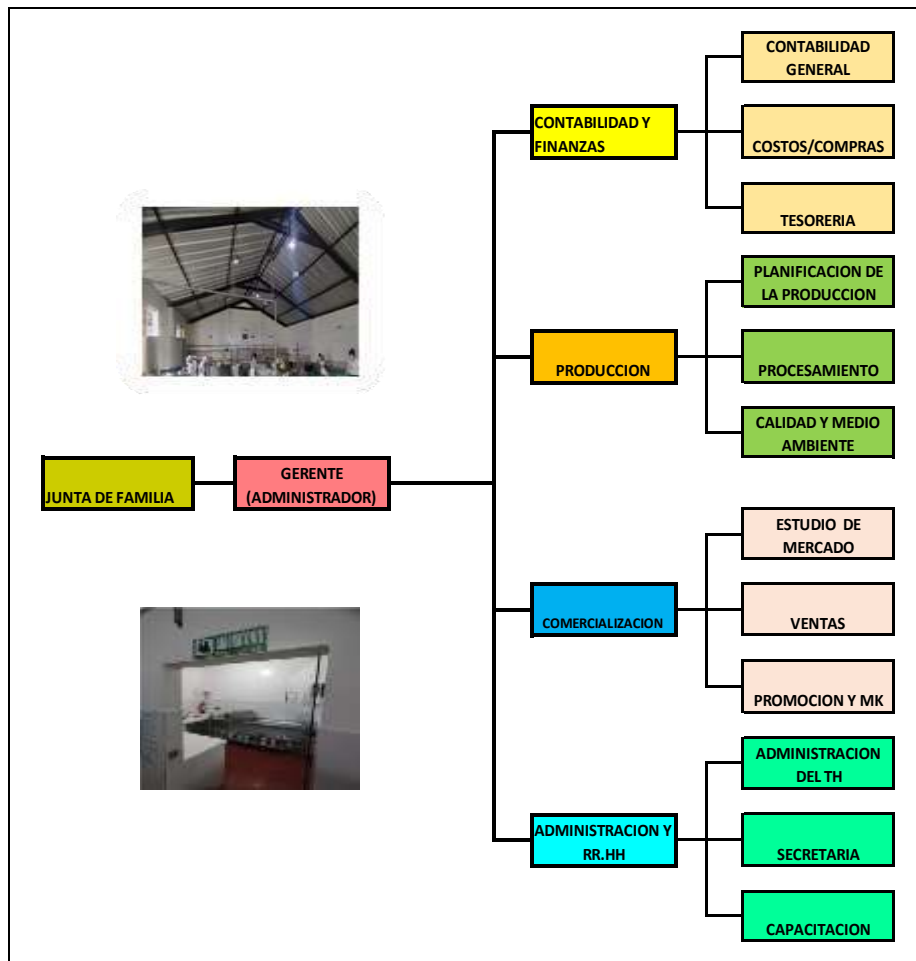 CONTABILIDAD
GENERAL
CONTABILIDAD Y
FINANZAS
COSTOS/COMPRAS
TESORERIA
PLANIFICACION DE
LA PRODUCCION
PRODUCCION
PROCESAMIENTO
CALIDAD Y MEDIO
AMBIENTE
JUNTA DE FAMILIA
GERENTE
(ADMINISTRADOR)
ESTUDIO DE
MERCADO
COMERCIALIZACION
VENTAS
PROMOCION Y MK
ADMINISTRACION
DEL TH
ADMINISTRACION Y
RR.HH
SECRETARIA
CAPACITACION